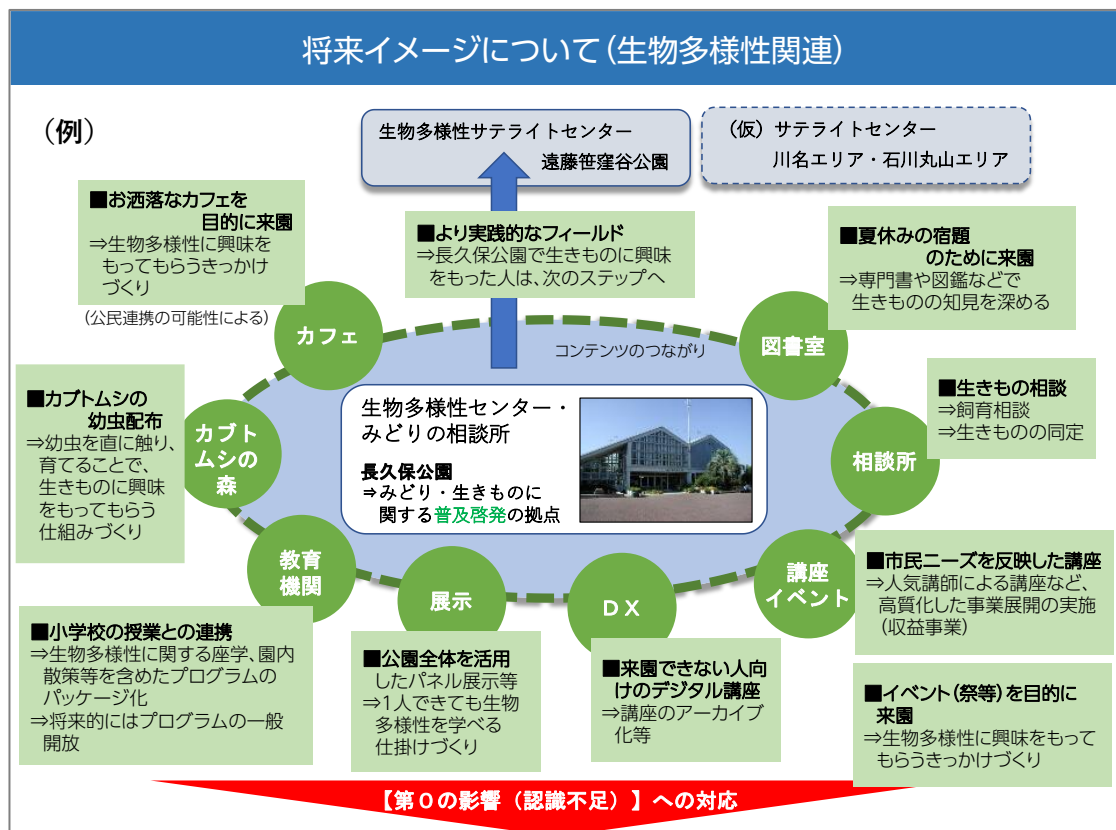 将来イメージについて（生物多様性関連）
（例）
生物多様性サテライトセンター
遠藤笹窪谷公園
（仮）サテライトセンター
川名エリア・石川丸山エリア
■お洒落なカフェを
目的に来園
⇒生物多様性に興味を
もってもらうきっかけ
づくり
（公民連携の可能性による）
■より実践的なフィールド
⇒長久保公園で生きものに興味
をもった人は、次のステップへ
■夏休みの宿題
のために来園
⇒専門書や図鑑などで
生きものの知見を深める
カフェ
コンテンツのつながり
図書室
■カブトムシの
幼虫配布
⇒幼虫を直に触り、
育てることで、
生きものに興味
をもってもらう
仕組みづくり
カブト
ムシの
森
生物多様性センター・
みどりの相談所
長久保公園
⇒みどり・生きものに
関する普及啓発の拠点
相談所
■生きもの相談
⇒飼育相談
⇒生きものの同定
教育
機関
展示
ＤＸ
講座
イベント
■市民ニーズを反映した講座
⇒人気講師による講座など、
高質化した事業展開の実施
（収益事業）
■小学校の授業との連携
⇒生物多様性に関する座学、園内
散策等を含めたプログラムの
パッケージ化
⇒将来的にはプログラムの一般
開放
■公園全体を活用
したパネル展示等
⇒1人できても生物
多様性を学べる
仕掛けづくり
■来園できない人向
けのデジタル講座
⇒講座のアーカイブ
化等
■イベント（祭等）を目的に
来園
⇒生物多様性に興味をもって
もらうきっかけづくり
【第０の影響（認識不足）】への対応